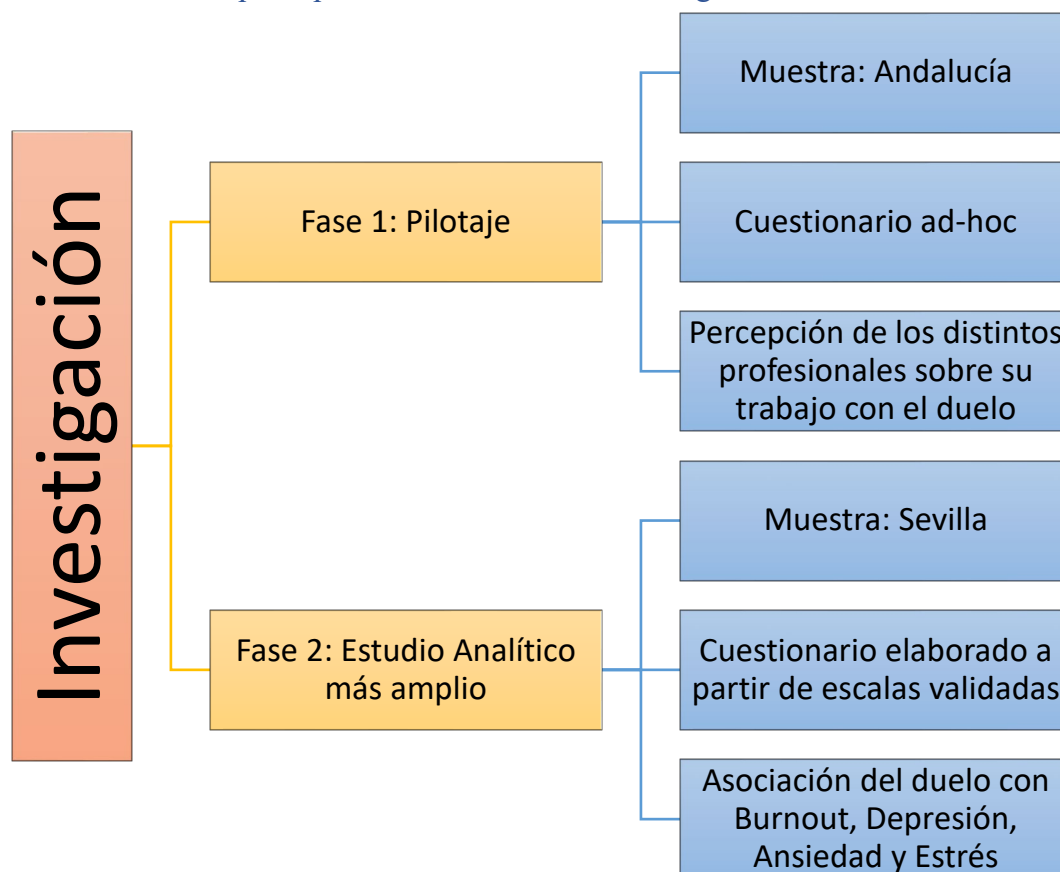 Investigación
Fase 1: Pilotaje
Muestra: Andalucía
Cuestionario ad-hoc
Percepción de los distintos
profesionales sobre su
trabajo con el duelo
Fase 2: Estudio Analítico
más amplio
Muestra: Sevilla
Cuestionario elaborado a
partir de escalas validadas
Asociación del duelo con
Burnout, Depresión,
Ansiedad y Estrés